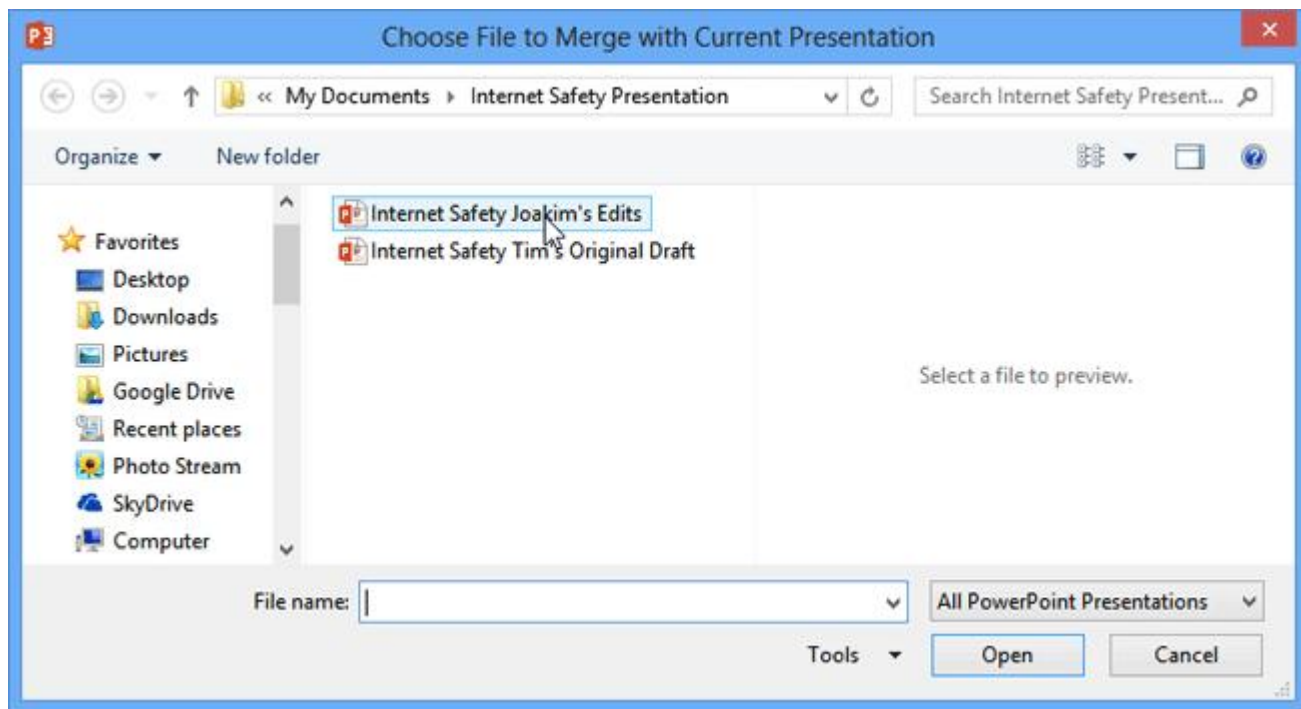 Choose File to Merge with Current Presentation
« My Documents Internet Safety Presentation
Search Internet Safety Present...
Organize New folder
Internet Safety Joakim's Edits
Internet Safety Tim's Original Draft
Favorites
Desktop
Downloads
Pictures
Google Drive
Recent places
Photo Stream
SkyDrive
Computer
Select a file to preview.
File name:
All PowerPoint Presentations
Tools Open Cancel